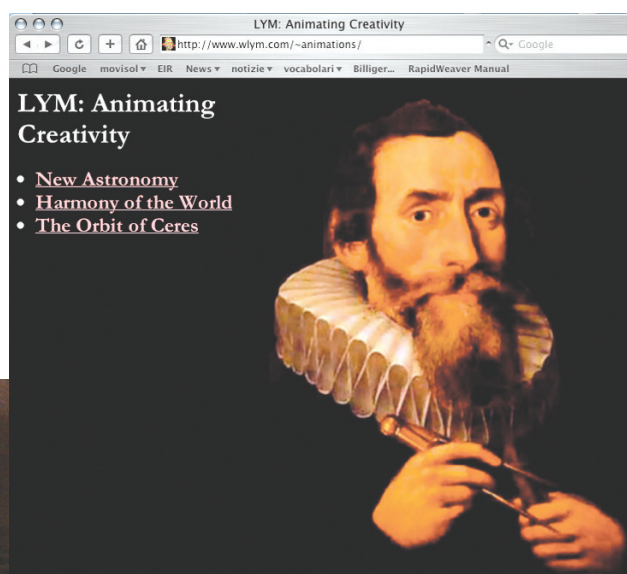 LYM: Animating Creativity
http://www.wlym.com/~animations/
Google
Google movisol EIR News notizie vocabolari Billiger... RapidWeaver Manual
LYM: Animating
Creativity
New Astronomy
Harmony of the World
The Orbit of Ceres